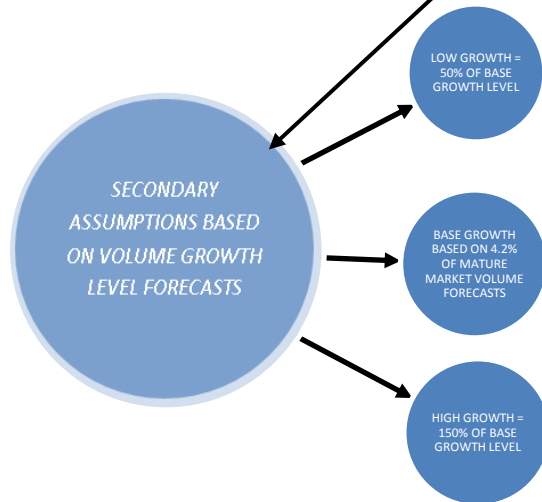 SECONDARY
ASSUMPTIONS BASED
ON VOLUME GROWTH
LEVEL FORECASTS
LOW GROWTH =
50% OF BASE
GROWTH LEVEL
BASE GROWTH
BASED ON 4.2%
OF MATURE
MARKET VOLUME
FORECASTS
HIGH GROWTH =
150% OF BASE
GROWTH LEVEL